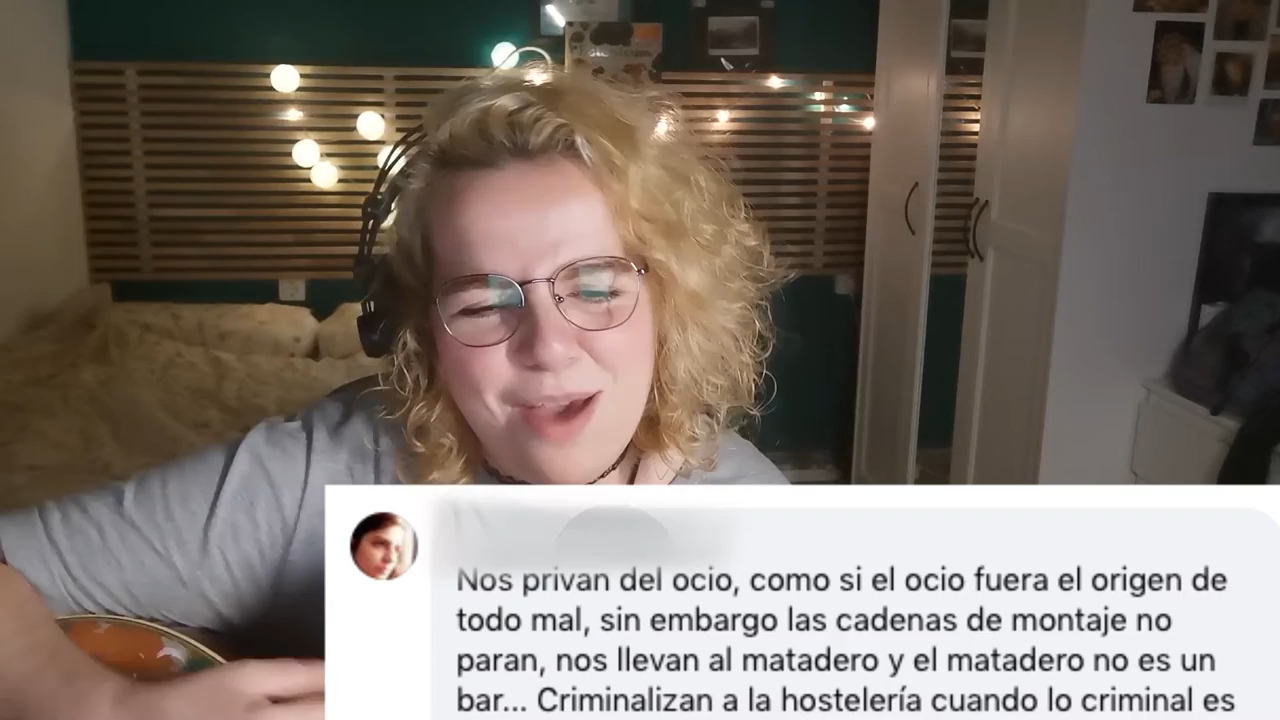 Nos privan del ocio, como si el ocio fuera el origen de
todo mal, sin embargo las cadenas de montaje no
paran, nos llevan al matadero y el matadero no es un
bar... Criminalizan a la hostelería cuando lo criminal es